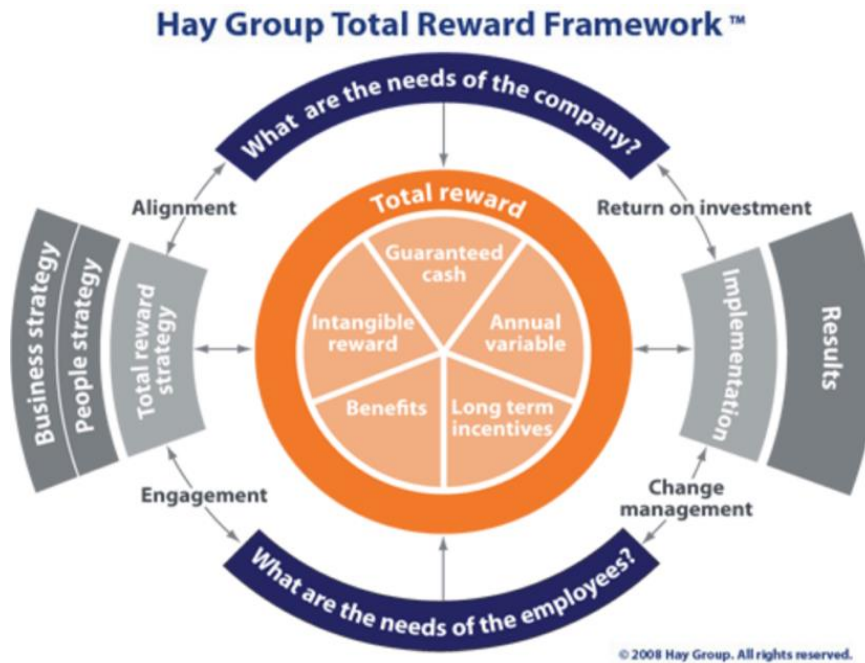 Hay Group Total Reward Framework ™
What are the needs of the company?
Alignment
Return on investment
Business strategy
People strategy
Total reward
strategy
Total reward
Guaranteed
cash
Intangible
reward
Annual
variable
Benefits
Long term
incentives
Implementation
Results
Engagement
Change
management
What are the needs of the employees?
© 2008 Hay Group. All rights reserved.